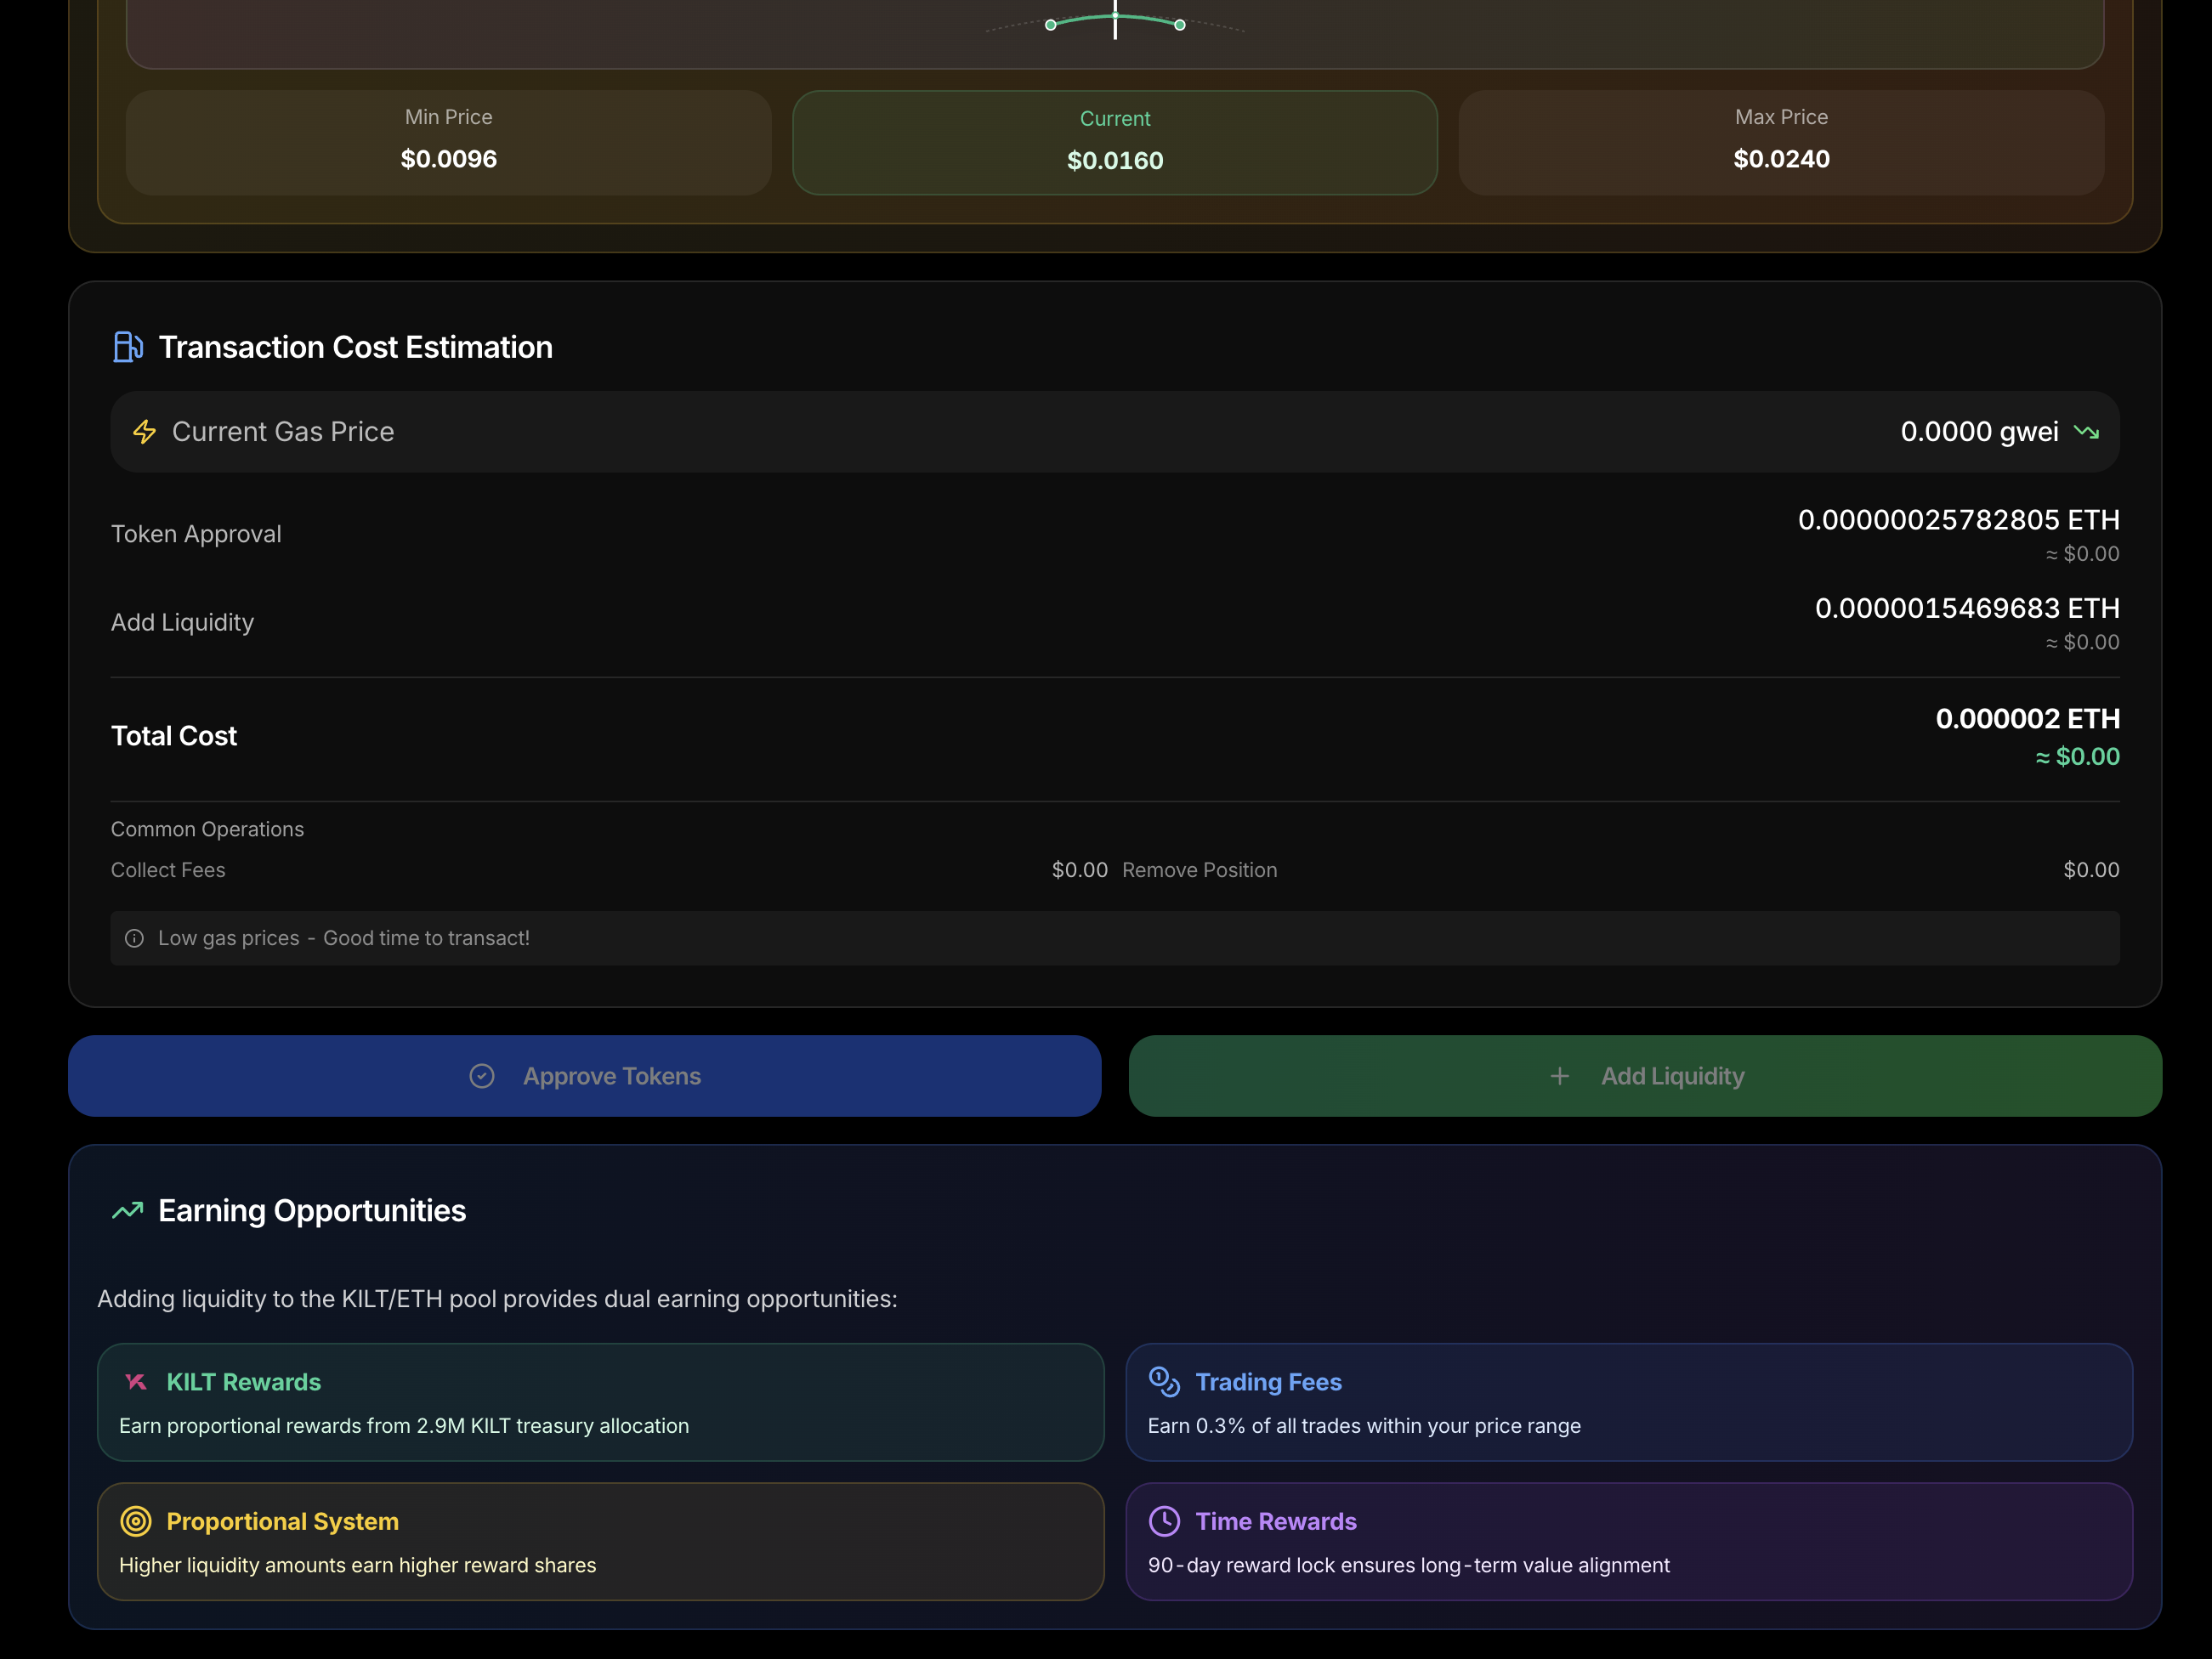 Min Price
$0.0096
Current
$0.0160
Max Price
$0.0240
Transaction Cost Estimation
Current Gas Price
0.0000 gwei
Token Approval
0.00000025782805 ETH
≈ $0.00
Add Liquidity
0.0000015469683 ETH
≈ $0.00
Total Cost
0.000002 ETH
≈ $0.00
Common Operations
Collect Fees
$0.00
Remove Position
$0.00
Low gas prices - Good time to transact!
Approve Tokens
Add Liquidity
Earning Opportunities
Adding liquidity to the KILT/ETH pool provides dual earning opportunities:
KILT Rewards
Earn proportional rewards from 2.9M KILT treasury allocation
Trading Fees
Earn 0.3% of all trades within your price range
Proportional System
Higher liquidity amounts earn higher reward shares
Time Rewards
90-day reward lock ensures long-term value alignment